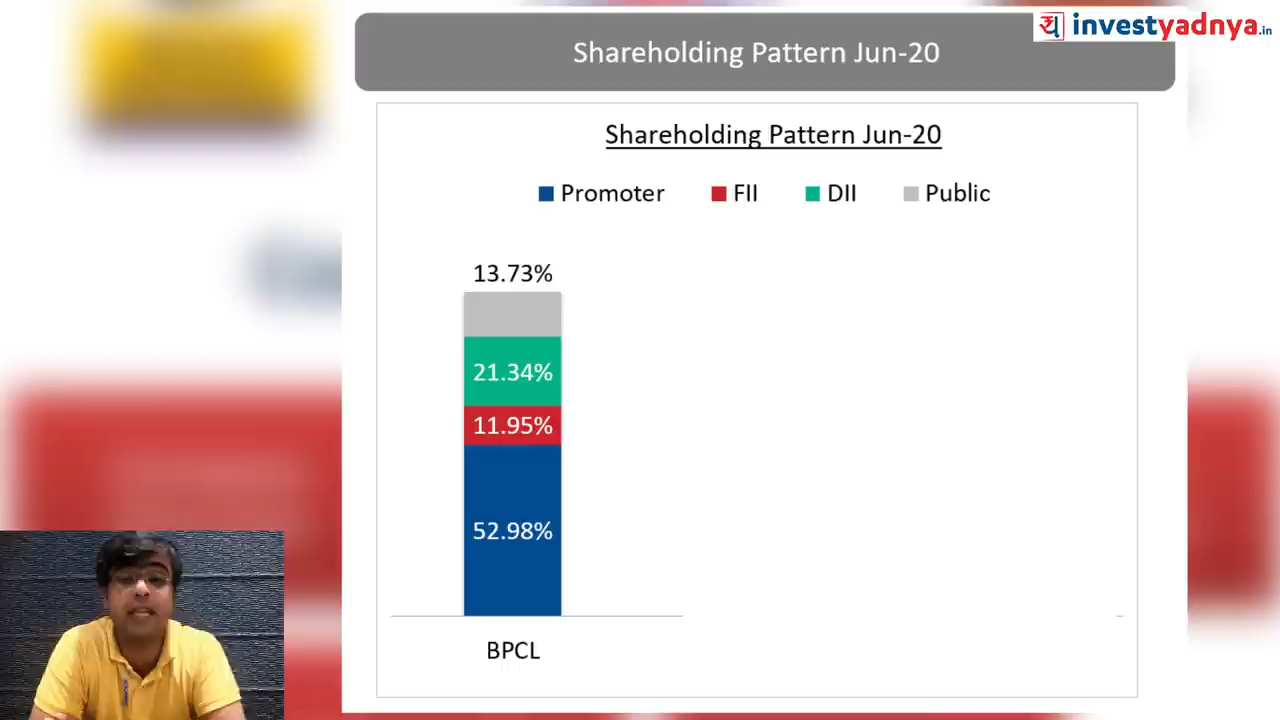 investyadnya.in
Shareholding Pattern Jun-20
Shareholding Pattern Jun-20
Promoter FII DII Public
13.73%
21.34%
11.95%
52.98%
BPCL